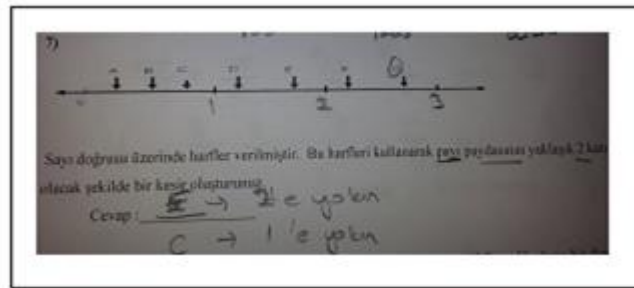 7)
A B C D E F G
0 1 2 3
Sayı doğrusu üzerinde harfler verilmiştir. Bu harfleri kullanarak payı paydasının yaklaşık 2 katı
olacak şekilde bir kesir oluşturunuz.
Cevap: E → 2'e yakın
C → 1'e yakın